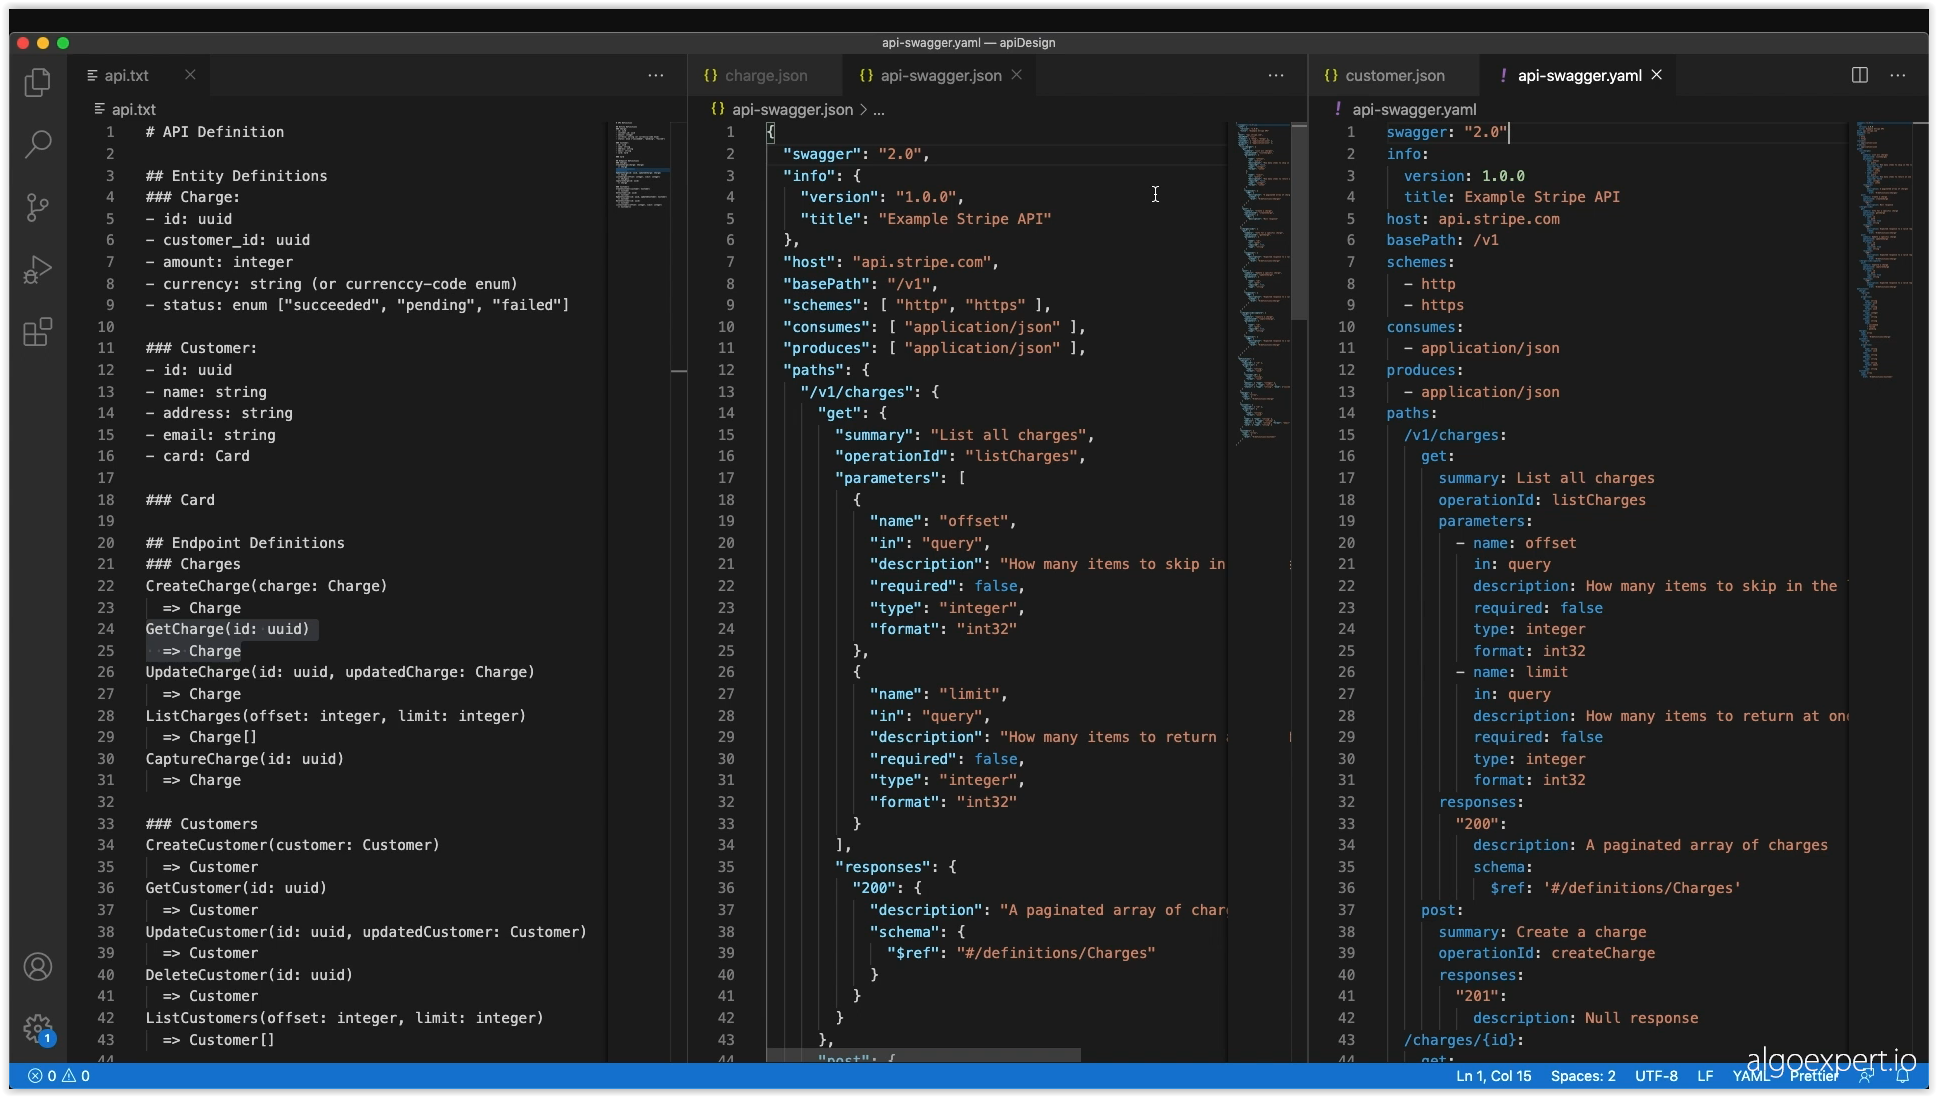 api-swagger.yaml — apiDesign
api.txt
api.txt
1 # API Definition
2
3 ## Entity Definitions
4 ### Charge:
5 - id: uuid
6 - customer_id: uuid
7 - amount: integer
8 - currency: string (or currenccy-code enum)
9 - status: enum ["succeeded", "pending", "failed"]
10
11 ### Customer:
12 - id: uuid
13 - name: string
14 - address: string
15 - email: string
16 - card: Card
17
18 ### Card
19
20 ## Endpoint Definitions
21 ### Charges
22 CreateCharge(charge: Charge)
23 => Charge
24 GetCharge(id: uuid)
25 => Charge
26 UpdateCharge(id: uuid, updatedCharge: Charge)
27 => Charge
28 ListCharges(offset: integer, limit: integer)
29 => Charge[]
30 CaptureCharge(id: uuid)
31 => Charge
32
33 ### Customers
34 CreateCustomer(customer: Customer)
35 => Customer
36 GetCustomer(id: uuid)
37 => Customer
38 UpdateCustomer(id: uuid, updatedCustomer: Customer)
39 => Customer
40 DeleteCustomer(id: uuid)
41 => Customer
42 ListCustomers(offset: integer, limit: integer)
43 => Customer[]
44
{} charge.json {} api-swagger.json
{} api-swagger.json > ...
1 {
2 "swagger": "2.0",
3 "info": {
4 "version": "1.0.0",
5 "title": "Example Stripe API"
6 },
7 "host": "api.stripe.com",
8 "basePath": "/v1",
9 "schemes": [ "http", "https" ],
10 "consumes": [ "application/json" ],
11 "produces": [ "application/json" ],
12 "paths": {
13 "/v1/charges": {
14 "get": {
15 "summary": "List all charges",
16 "operationId": "listCharges",
17 "parameters": [
18 {
19 "name": "offset",
20 "in": "query",
21 "description": "How many items to skip in
22 "required": false,
23 "type": "integer",
24 "format": "int32"
25 },
26 {
27 "name": "limit",
28 "in": "query",
29 "description": "How many items to return
30 "required": false,
31 "type": "integer",
32 "format": "int32"
33 }
34 ],
35 "responses": {
36 "200": {
37 "description": "A paginated array of char
38 "schema": {
39 "$ref": "#/definitions/Charges"
40 }
41 }
42 }
43 },
44 "post": {
{} customer.json ! api-swagger.yaml
! api-swagger.yaml
1 swagger: "2.0"
2 info:
3 version: 1.0.0
4 title: Example Stripe API
5 host: api.stripe.com
6 basePath: /v1
7 schemes:
8 - http
9 - https
10 consumes:
11 - application/json
12 produces:
13 - application/json
14 paths:
15 /v1/charges:
16 get:
17 summary: List all charges
18 operationId: listCharges
19 parameters:
20 - name: offset
21 in: query
22 description: How many items to skip in the
23 required: false
24 type: integer
25 format: int32
26 - name: limit
27 in: query
28 description: How many items to return at on
29 required: false
30 type: integer
31 format: int32
32 responses:
33 "200":
34 description: A paginated array of charges
35 schema:
36 $ref: '#/definitions/Charges'
37 post:
38 summary: Create a charge
39 operationId: createCharge
40 responses:
41 "201":
42 description: Null response
43 /charges/{id}:
44 get:
algoexpert.io
1
0 0 Ln 1, Col 15 Spaces: 2 UTF-8 LF YAML Prettier